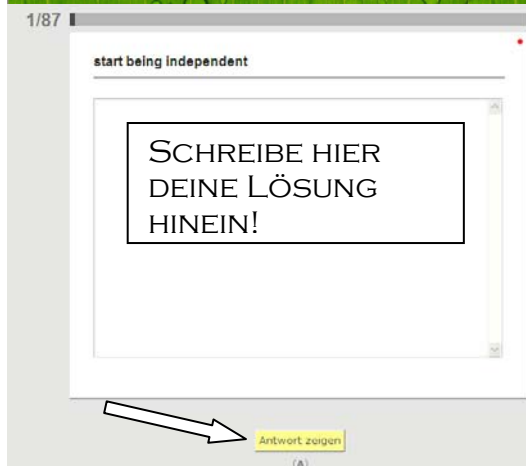 1/87
start being independent
SCHREIBE HIER
DEINE LÖSUNG
HINEIN!
Antwort zeigen
(A)